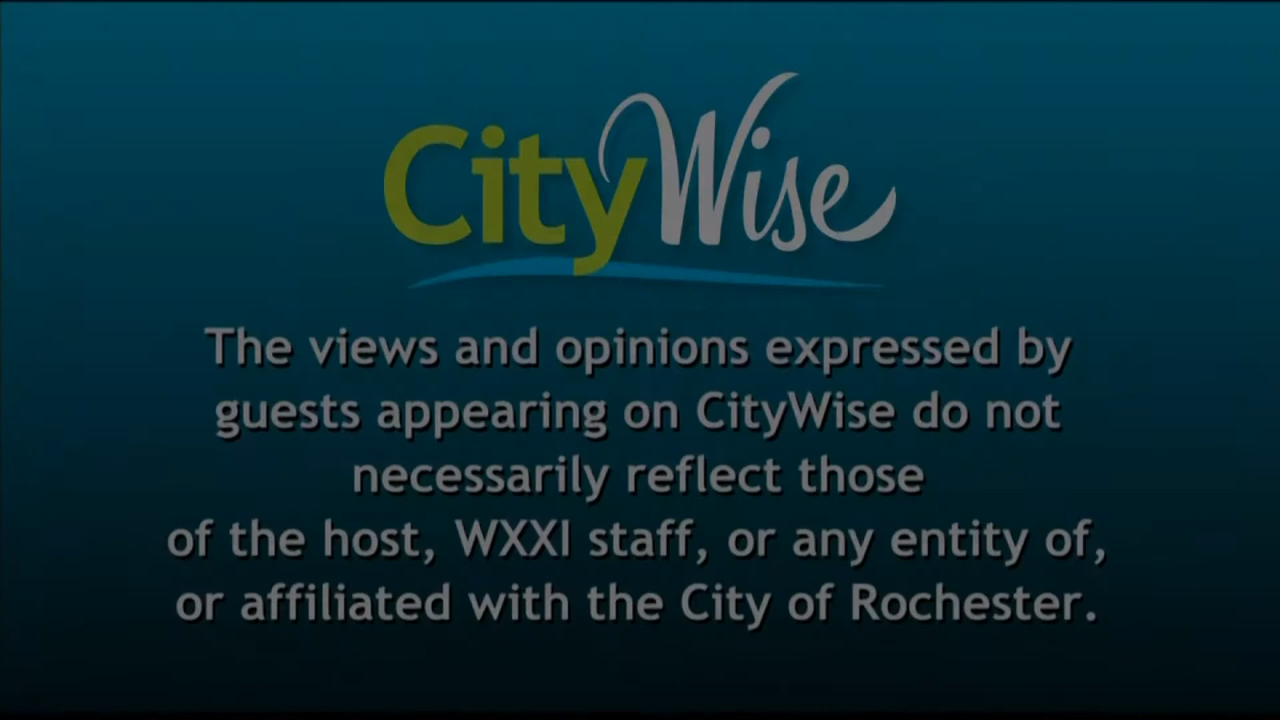 CityWise
The views and opinions expressed by
guests appearing on CityWise do not
necessarily reflect those
of the host, WXXI staff, or any entity of,
or affiliated with the City of Rochester.